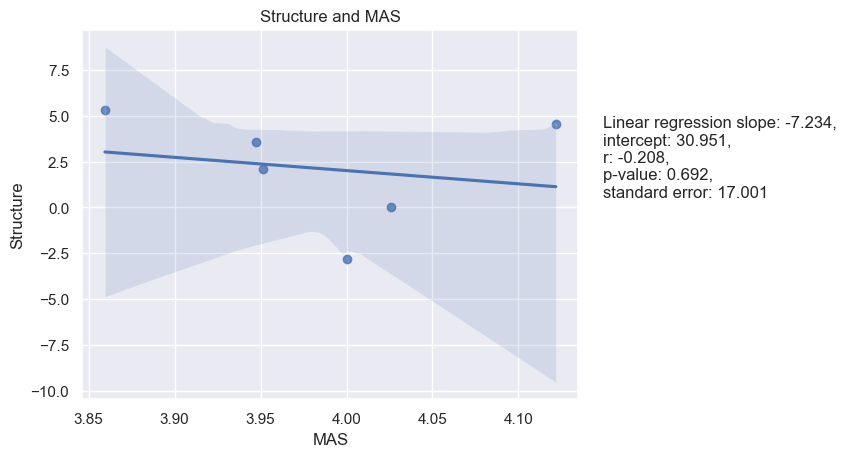 Structure and MAS
7.5
5.0
2.5
0.0
−2.5
−5.0
−7.5
−10.0
Structure
3.85
3.90
3.95
4.00
4.05
4.10
MAS
Linear regression slope: -7.234,
intercept: 30.951,
r: -0.208,
p-value: 0.692,
standard error: 17.001